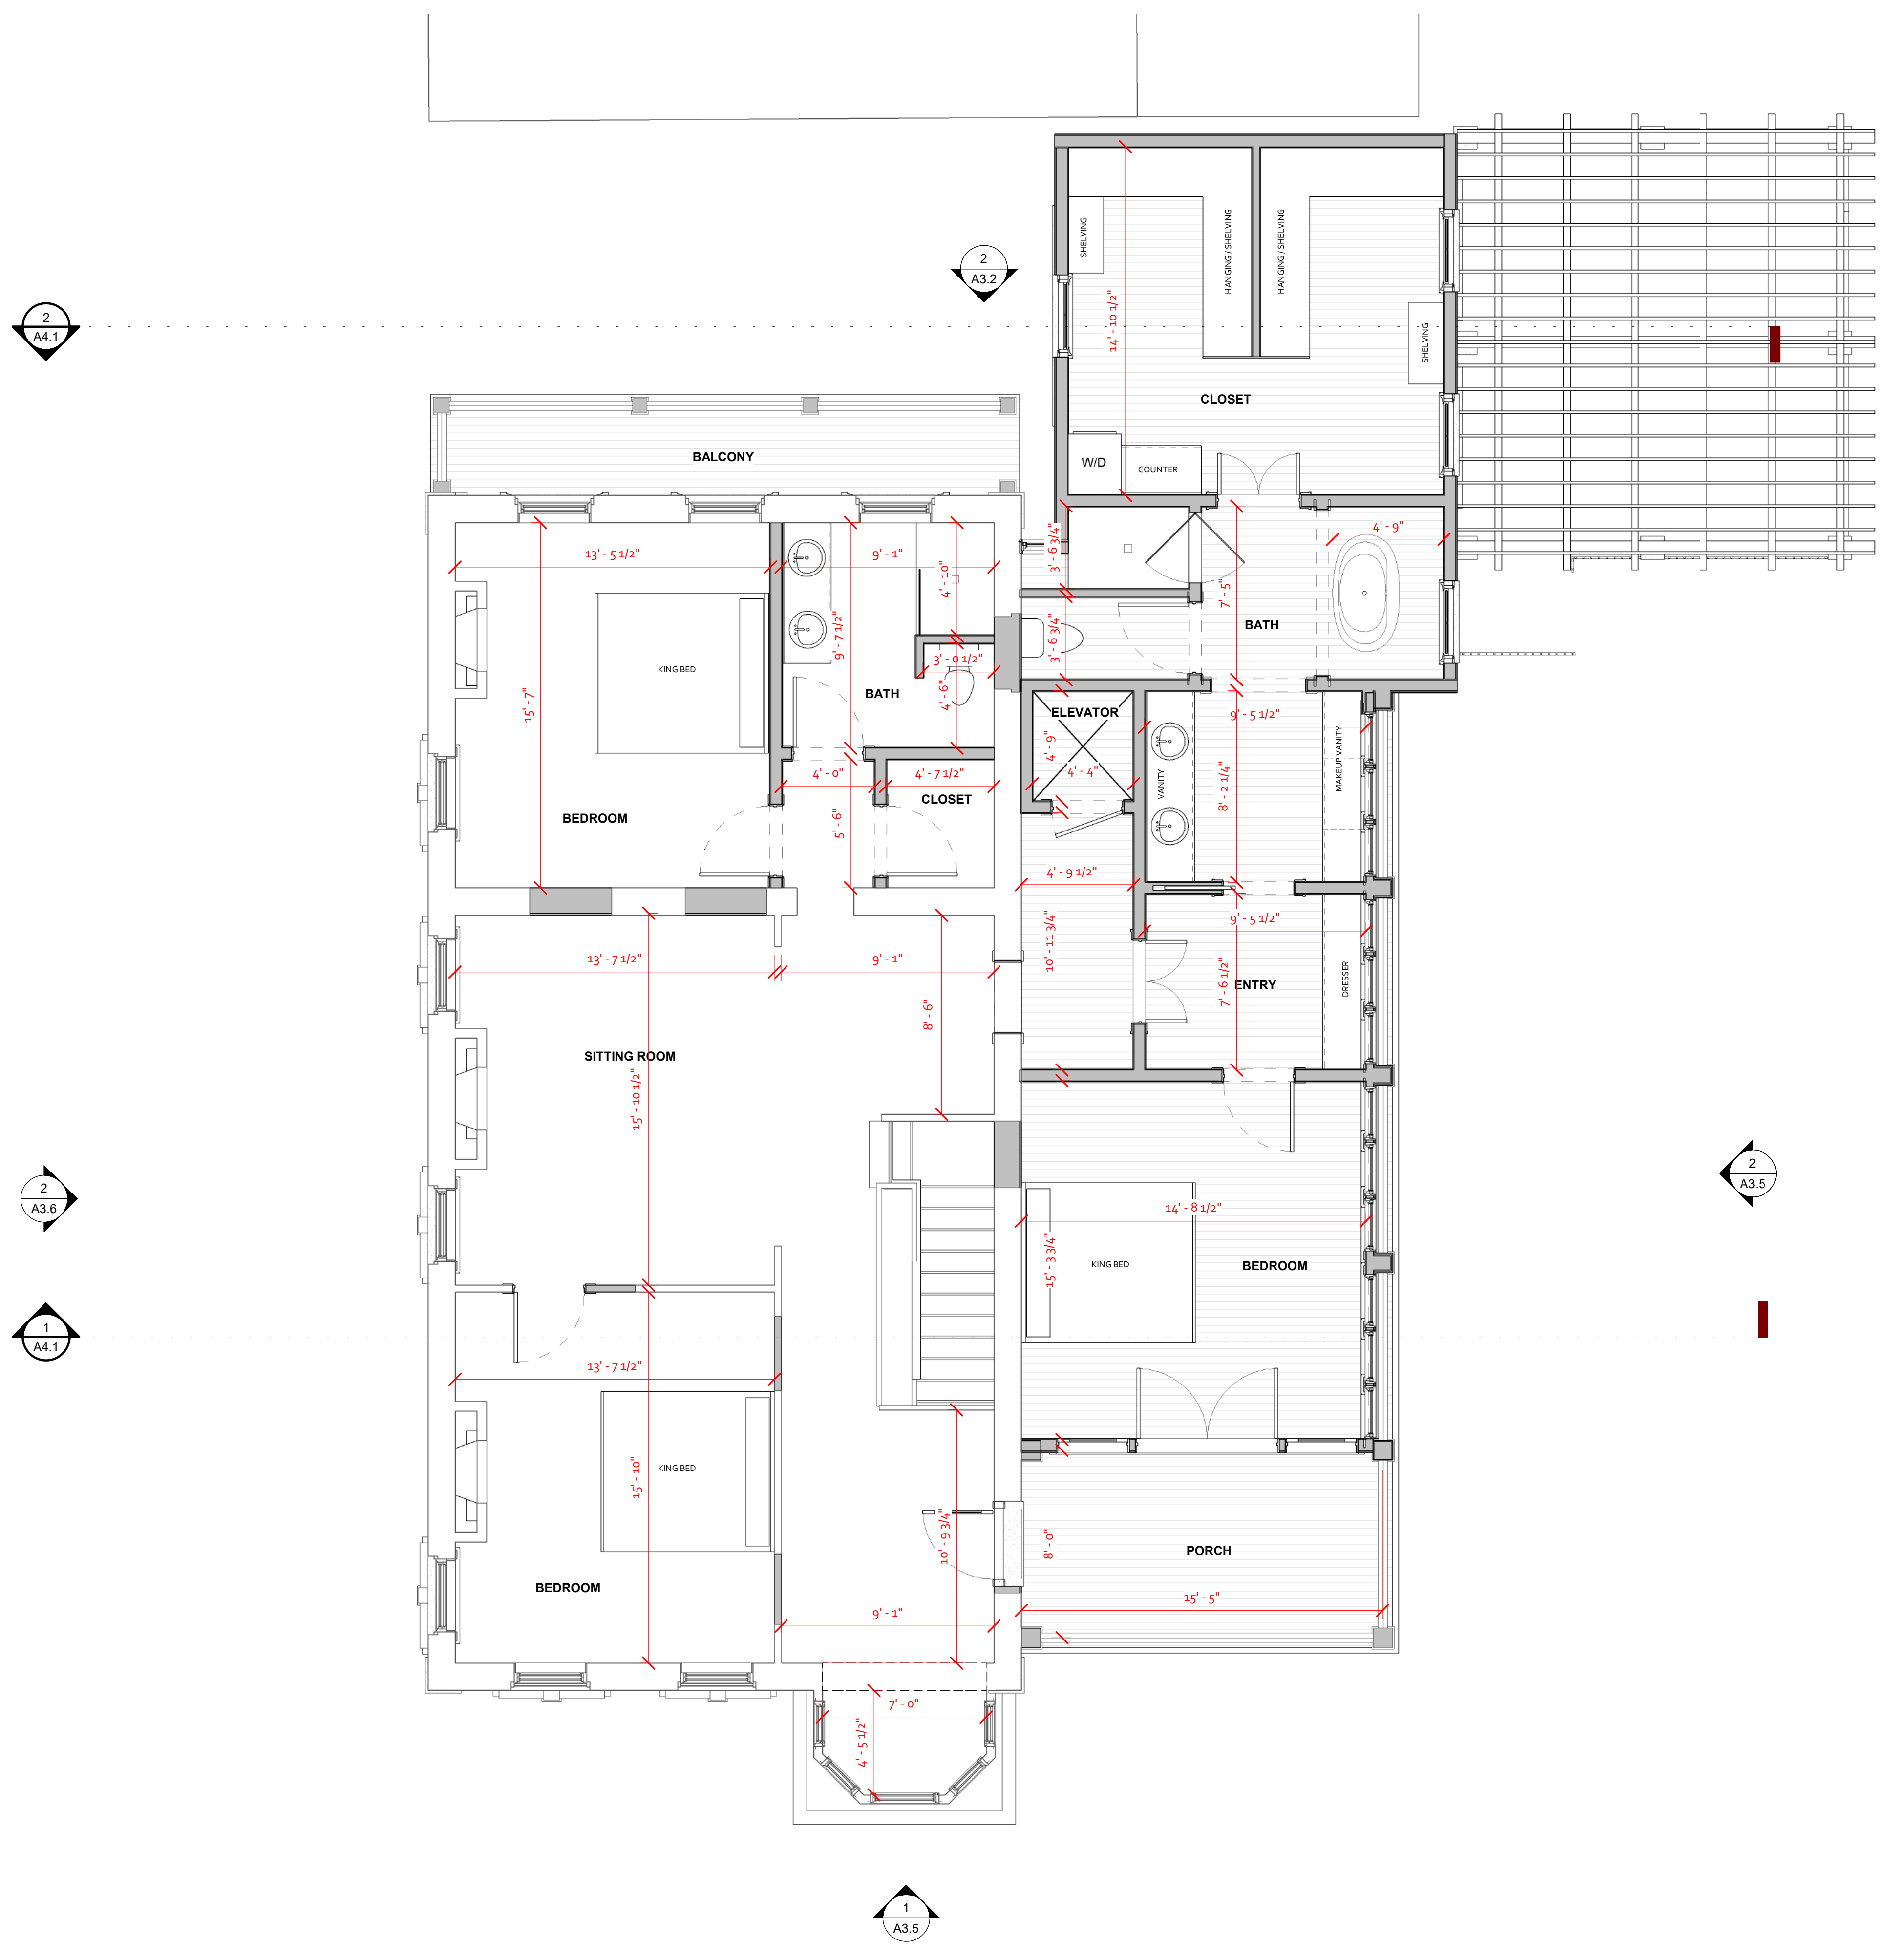 2
A3.2
2
A4.1
SHELVING
HANGING / SHELVING
HANGING / SHELVING
14' - 10 1/2"
SHELVING
CLOSET
BALCONY
W/D
COUNTER
13' - 5 1/2"
9' - 1"
4' - 10"
3' - 6 3/4"
4' - 9"
7' - 5"
BATH
9' - 7 1/2"
3' - 6 3/4"
KING BED
3' - 0 1/2"
15' - 7"
BATH
4' - 6"
ELEVATOR
9' - 5 1/2"
4' - 9"
4' - 4"
VANITY
8' - 2 1/4"
MAKEUP VANITY
4' - 0"
4' - 7 1/2"
CLOSET
BEDROOM
5' - 6"
4' - 9 1/2"
9' - 5 1/2"
10' - 11 3/4"
13' - 7 1/2"
9' - 1"
7' - 6 1/2"
ENTRY
DRESSER
8' - 6"
SITTING ROOM
15' - 10 1/2"
2
A3.6
2
A3.5
14' - 8 1/2"
15' - 3 3/4"
KING BED
BEDROOM
1
A4.1
13' - 7 1/2"
15' - 10"
KING BED
10' - 9 3/4"
8' - 0"
PORCH
BEDROOM
15' - 5"
9' - 1"
7' - 0"
4' - 5 1/2"
1
A3.5